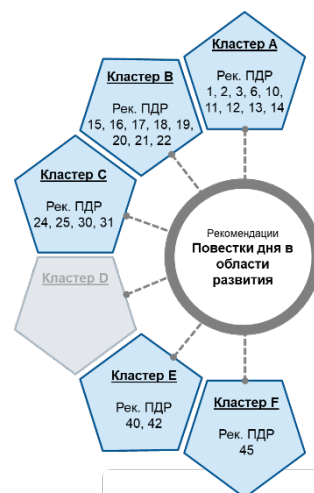 Кластер A
Рек. ПДР
1, 2, 3, 6, 10,
11, 12, 13, 14
Кластер B
Рек. ПДР
15, 16, 17, 18, 19,
20, 21, 22
Кластер C
Рек. ПДР
24, 25, 30, 31
Рекомендации
Повестки дня в
области
развития
Кластер D
Кластер E
Рек. ПДР
40, 42
Кластер F
Рек. ПДР
45